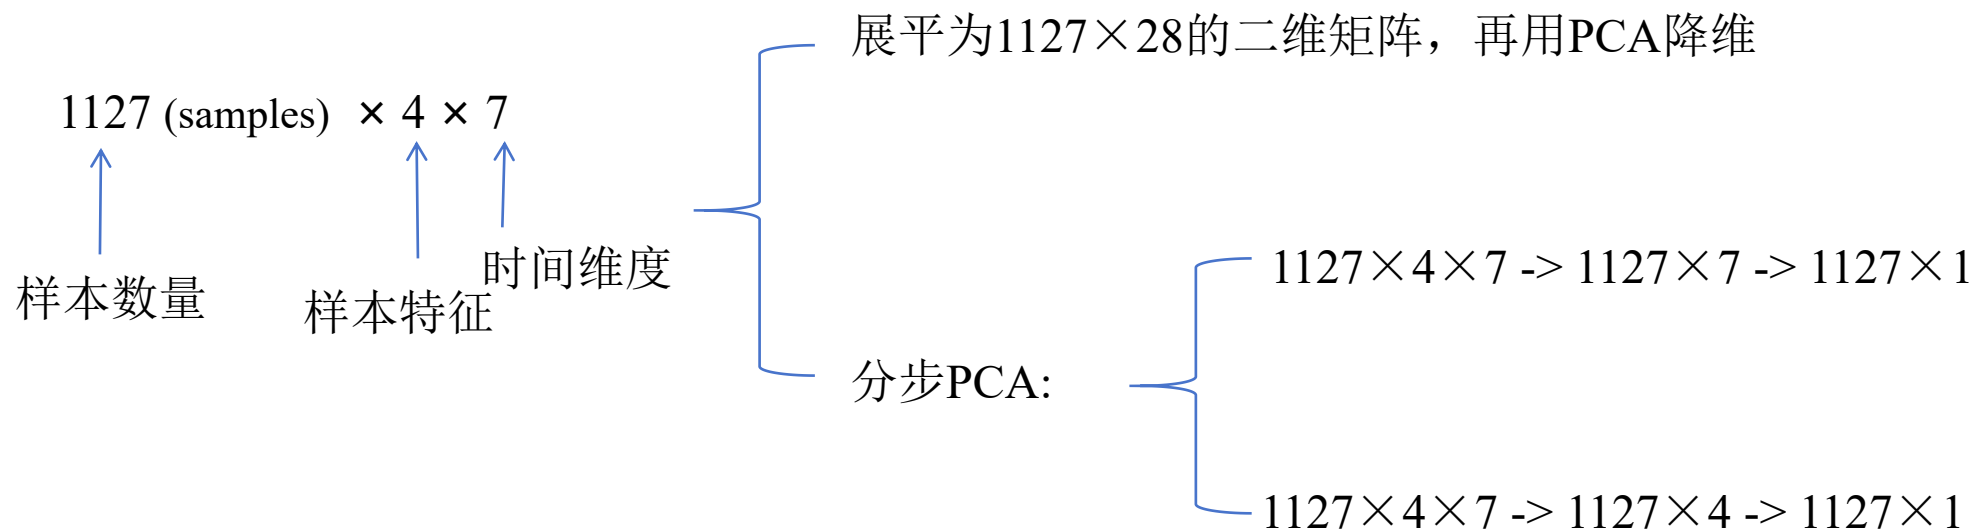 1127 (samples) × 4 × 7
样本数量
样本特征
时间维度
展平为1127×28的二维矩阵，再用PCA降维
分步PCA:
1127×4×7 -> 1127×7 -> 1127×1
1127×4×7 -> 1127×4 -> 1127×1